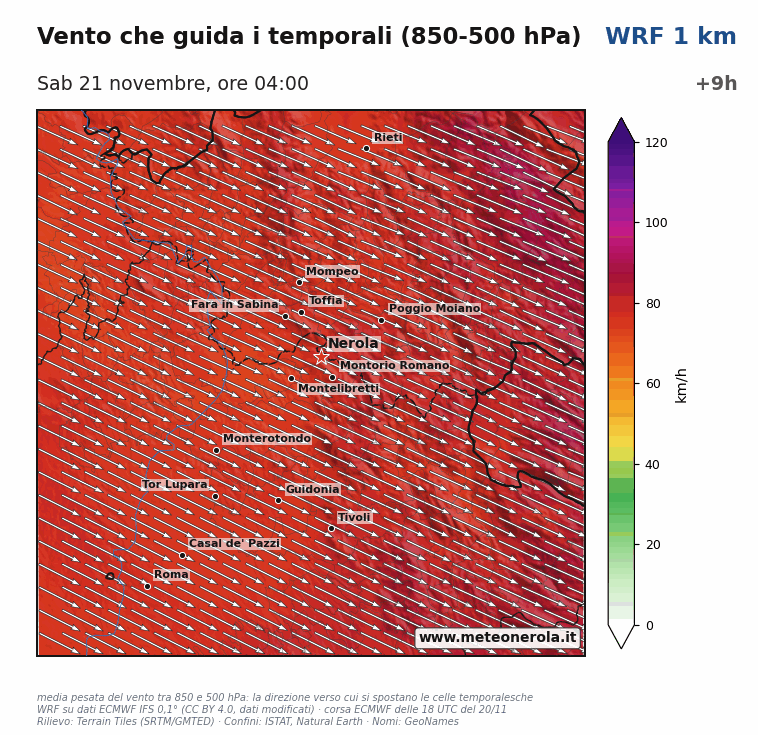 Vento che guida i temporali (850-500 hPa) WRF 1 km
Sab 21 novembre, ore 04:00 +9h
Rieti
120
100
Mompeo
Fara in Sabina Toffia
Poggio Moiano
80
Nerola
Montorio Romano
Montelibretti
60
km/h
Monterotondo
40
Tor Lupara Guidonia
Tivoli
20
Casal de' Pazzi
Roma
0
www.meteonerola.it
media pesata del vento tra 850 e 500 hPa: la direzione verso cui si spostano le celle temporalesche
WRF su dati ECMWF IFS 0,1° (CC BY 4.0, dati modificati) · corsa ECMWF delle 18 UTC del 20/11
Rilievo: Terrain Tiles (SRTM/GMTED) · Confini: ISTAT, Natural Earth · Nomi: GeoNames